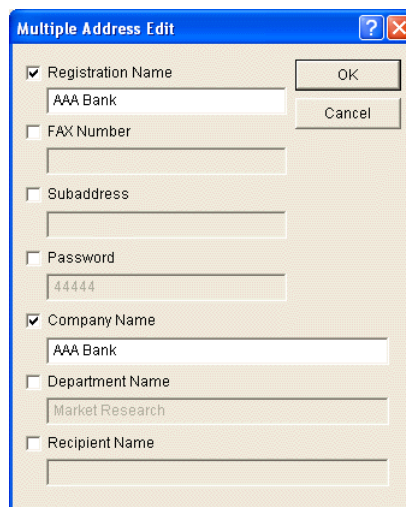 Multiple Address Edit
Registration Name
OK
AAA Bank
Cancel
FAX Number
Subaddress
Password
44444
Company Name
AAA Bank
Department Name
Market Research
Recipient Name